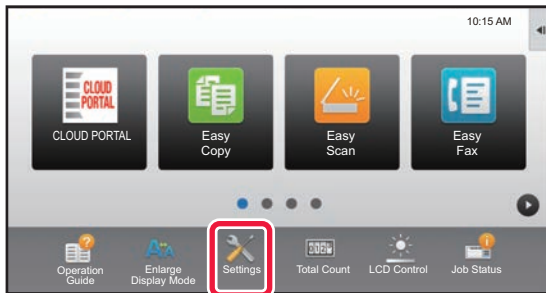 10:15 AM
CLOUD
PORTAL
CLOUD PORTAL
Easy
Copy
Easy
Scan
Easy
Fax
Operation
Guide
Enlarge
Display Mode
Settings
Total Count
LCD Control
Job Status